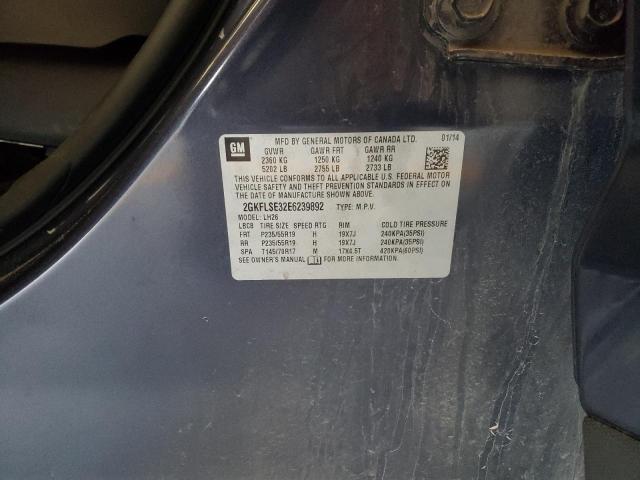 MFD BY GENERAL MOTORS OF CANADA LTD. 01/14
GM
GVWR GAWR FRT GAWR RR
2360 KG 1250 KG 1240 KG
5202 LB 2755 LB 2733 LB
THIS VEHICLE CONFORMS TO ALL APPLICABLE U.S. FEDERAL MOTOR
VEHICLE SAFETY AND THEFT PREVENTION STANDARDS IN EFFECT ON
THE DATE OF MANUFACTURE SHOWN ABOVE.
2GKFLSE32E6239892 TYPE: M.P.V.
MODEL: LH26
LBC8 TIRE SIZE SPEED RTG RIM COLD TIRE PRESSURE
FRT P235/55R19 H 19X7J 240KPA(35PSI)
RR P235/55R19 H 19X7J 240KPA(35PSI)
SPA T145/70R17 M 17X4.5T 420KPA(60PSI)
SEE OWNER'S MANUAL FOR MORE INFORMATION.